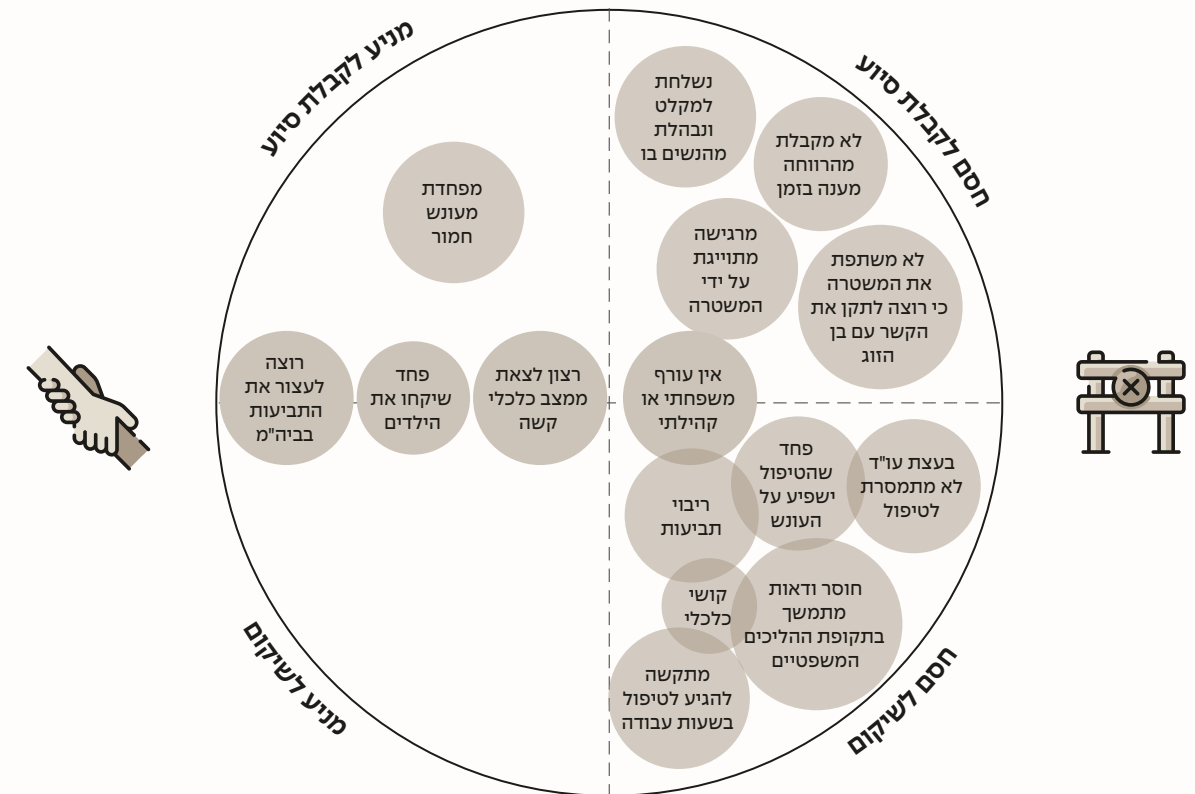 חסם לקבלת סיוע
נשלחת
למקלט
ונבהלת
מהנשים בו
לא מקבלת
מהרווחה
מענה בזמן
מרגישה
מתוייגת
על ידי
המשטרה
לא משתפת
את המשטרה
כי רוצה לתקן את
הקשר עם בן
הזוג
מניע לקבלת סיוע
מפחדת
מעונש
חמור
אין עורף
משפחתי או
קהילתי
רצון לצאת
ממצב כלכלי
קשה
פחד
שיקחו את
הילדים
רוצה
לעצור את
התביעות
בביה"מ
חסם לשיקום
בעצת עו"ד
לא מתמסרת
לטיפול
פחד
שהטיפול
ישפיע על
העונש
ריבוי
תביעות
קושי
כלכלי
חוסר ודאות
מתמשך
בתקופת ההליכים
המשפטיים
מתקשה
להגיע לטיפול
בשעות עבודה
מניע לשיקום